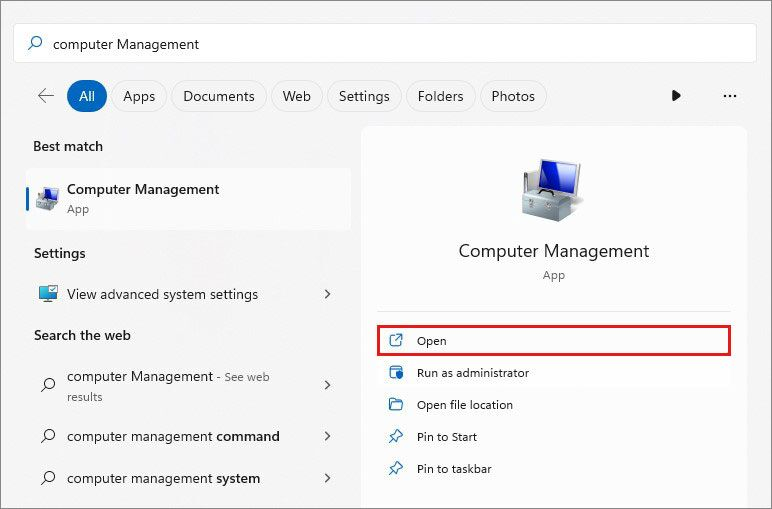 computer Management
All
Apps
Documents
Web
Settings
Folders
Photos
Best match
Computer Management
App
Settings
View advanced system settings
Search the web
computer Management - See web
results
computer management command
computer management system
Computer Management
App
Open
Run as administrator
Open file location
Pin to Start
Pin to taskbar